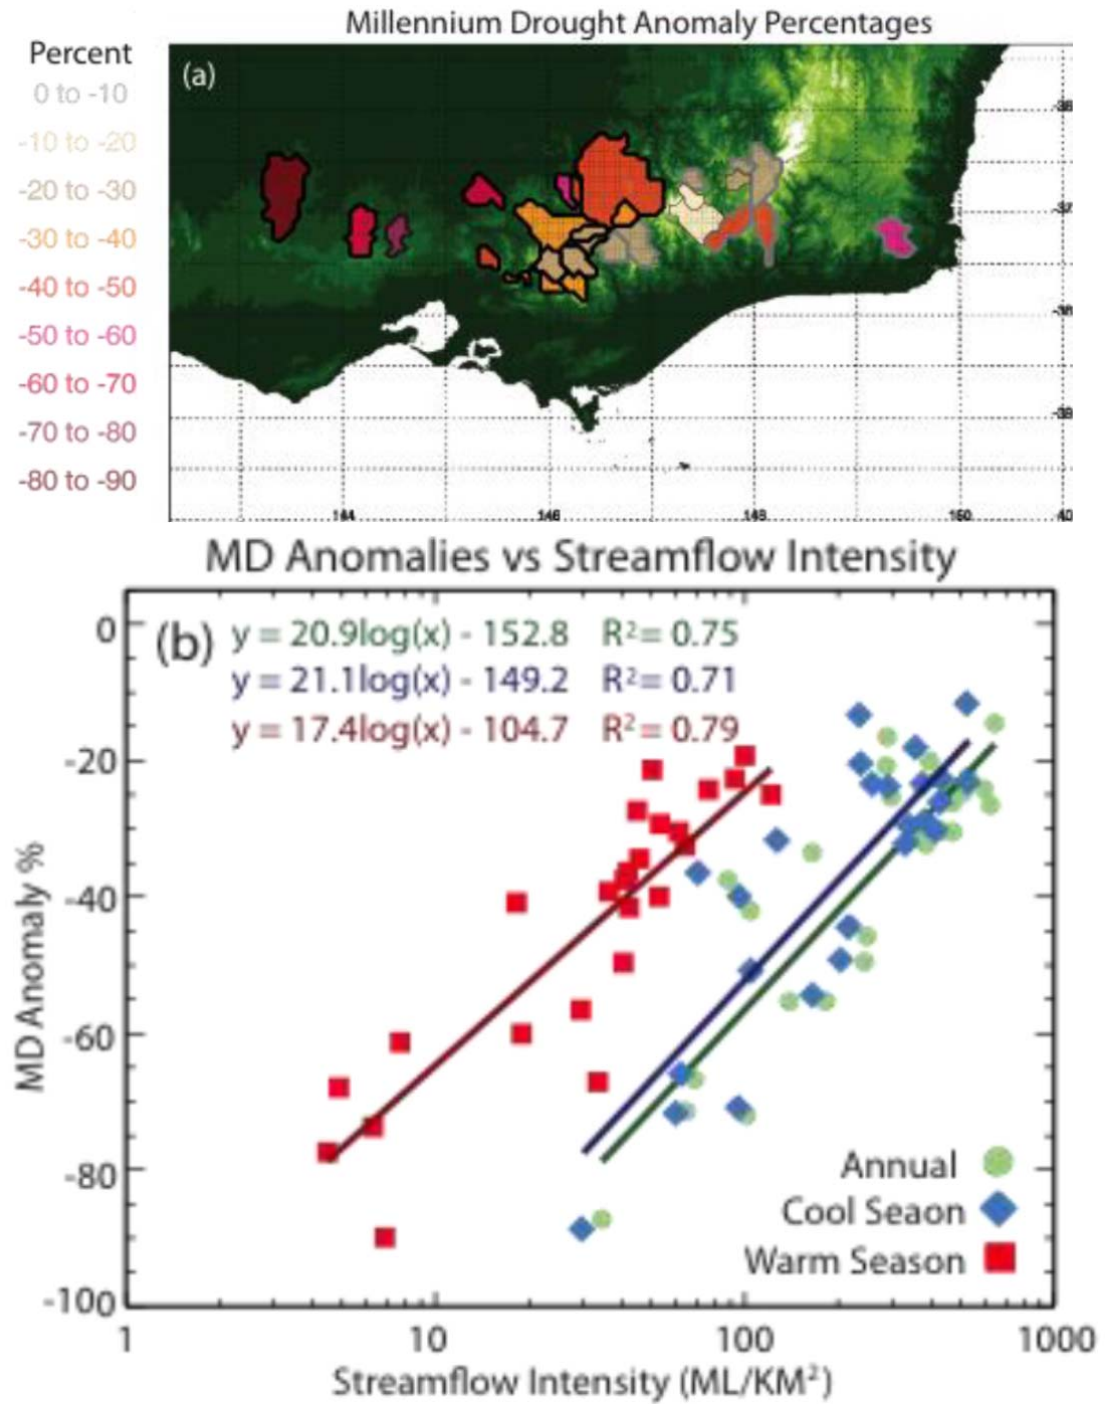 Millennium Drought Anomaly Percentages
Percent
(a)
0 to -10
-10 to -20
-20 to -30
-30 to -40
-40 to -50
-50 to -60
-60 to -70
-70 to -80
-80 to -90
144
146
148
MD Anomalies vs Streamflow Intensity
(b)
y = 20.9log(x) - 152.8 R²= 0.75
y = 21.1log(x) - 149.2 R²= 0.71
y = 17.4log(x) - 104.7 R²= 0.79
MD Anomaly %
0
-20
-40
-60
-80
-100
Annual
Cool Seaon
Warm Season
1 10 100 1000
Streamflow Intensity (ML/KM²)